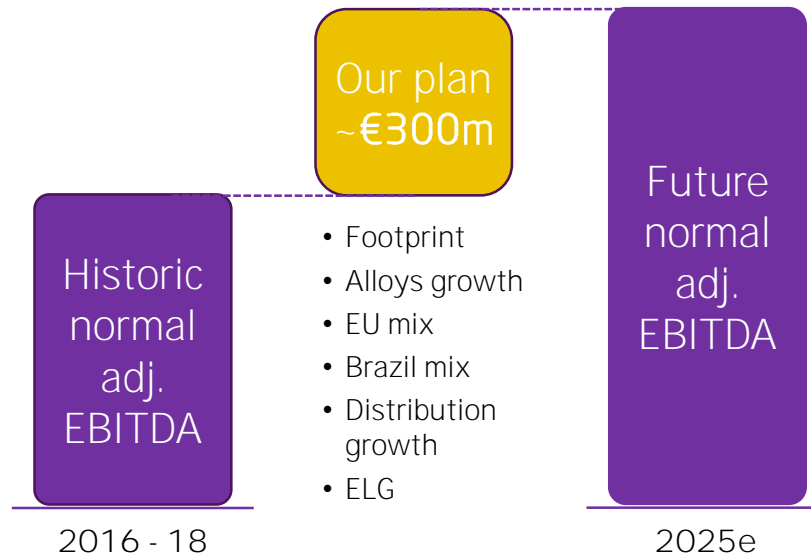 Our plan
~€300m
Historic
normal
adj.
EBITDA
• Footprint
• Alloys growth
• EU mix
• Brazil mix
• Distribution
growth
• ELG
Future
normal
adj.
EBITDA
2016 - 18
2025e